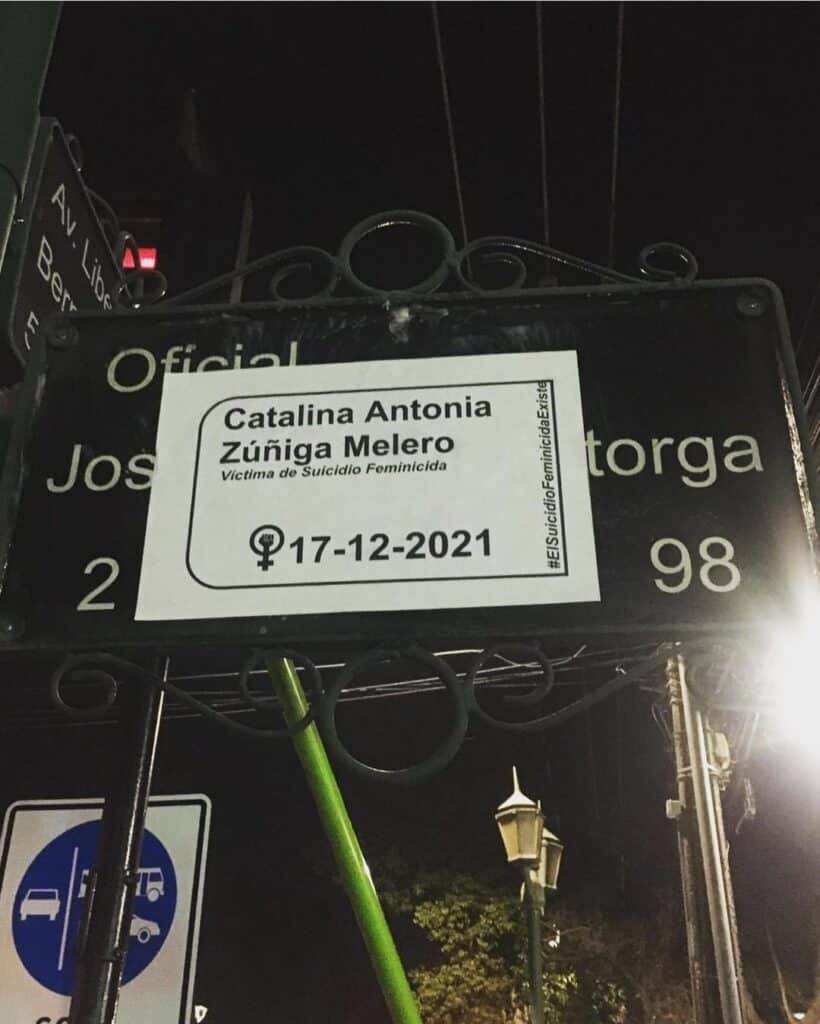 Av. Libe
Bern
Oficial
Jos
torga
2
98
Catalina Antonia
Zúñiga Melero
Víctima de Suicidio Feminicida
17-12-2021
#ElSuicidioFeminicidaExiste